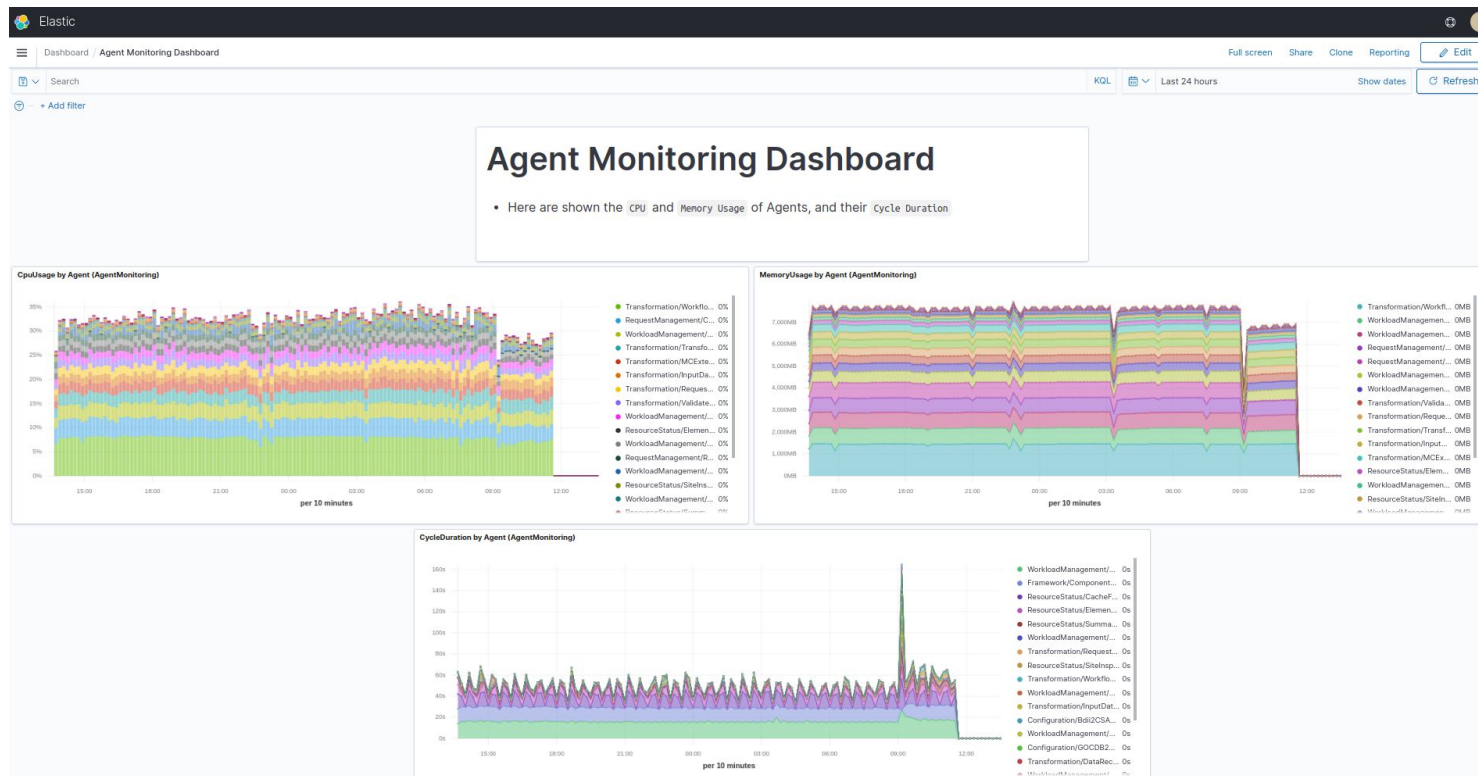 Elastic
Dashboard / Agent Monitoring Dashboard
Full screen Share Clone Reporting Edit
Search
KQL
Last 24 hours
Show dates
Refresh
+ Add filter
Agent Monitoring Dashboard
• Here are shown the CPU and Memory Usage of Agents, and their Cycle Duration
CpuUsage by Agent (AgentMonitoring)
35%
30%
25%
20%
15%
10%
5%
0%
15:00 18:00 21:00 00:00 03:00 06:00 09:00 12:00
per 10 minutes
Transformation/Workflo... 0%
RequestManagement/C... 0%
WorkloadManagement/... 0%
Transformation/Transfo... 0%
Transformation/MCExte... 0%
Transformation/InputDa... 0%
Transformation/Reques... 0%
Transformation/Validate... 0%
WorkloadManagement/... 0%
ResourceStatus/Elemen... 0%
WorkloadManagement/... 0%
RequestManagement/R... 0%
WorkloadManagement/... 0%
ResourceStatus/SiteIns... 0%
WorkloadManagement/... 0%
ResourceStatus/Summ... 0%
MemoryUsage by Agent (AgentMonitoring)
7,000MB
6,000MB
5,000MB
4,000MB
3,000MB
2,000MB
1,000MB
0MB
15:00 18:00 21:00 00:00 03:00 06:00 09:00 12:00
per 10 minutes
Transformation/Workfl... 0MB
WorkloadManagemen... 0MB
WorkloadManagemen... 0MB
RequestManagement/... 0MB
RequestManagement/... 0MB
WorkloadManagemen... 0MB
WorkloadManagemen... 0MB
Transformation/Valida... 0MB
Transformation/Reque... 0MB
Transformation/Transf... 0MB
Transformation/Input... 0MB
Transformation/MCEx... 0MB
ResourceStatus/Elem... 0MB
WorkloadManagemen... 0MB
ResourceStatus/SiteIn... 0MB
WorkloadManagemen... 0MB
CycleDuration by Agent (AgentMonitoring)
160s
140s
120s
100s
80s
60s
40s
20s
0s
15:00 18:00 21:00 00:00 03:00 06:00 09:00 12:00
per 10 minutes
WorkloadManagement/... 0s
Framework/Component... 0s
ResourceStatus/CacheF... 0s
ResourceStatus/Elemen... 0s
ResourceStatus/Summa... 0s
WorkloadManagement/... 0s
Transformation/Request... 0s
ResourceStatus/SiteInsp... 0s
Transformation/Workflo... 0s
WorkloadManagement/... 0s
Transformation/InputDat... 0s
Configuration/Bdii2CSA... 0s
WorkloadManagement/... 0s
Configuration/GOCDB2... 0s
Transformation/DataRec... 0s
WorkloadManagement/... 0s